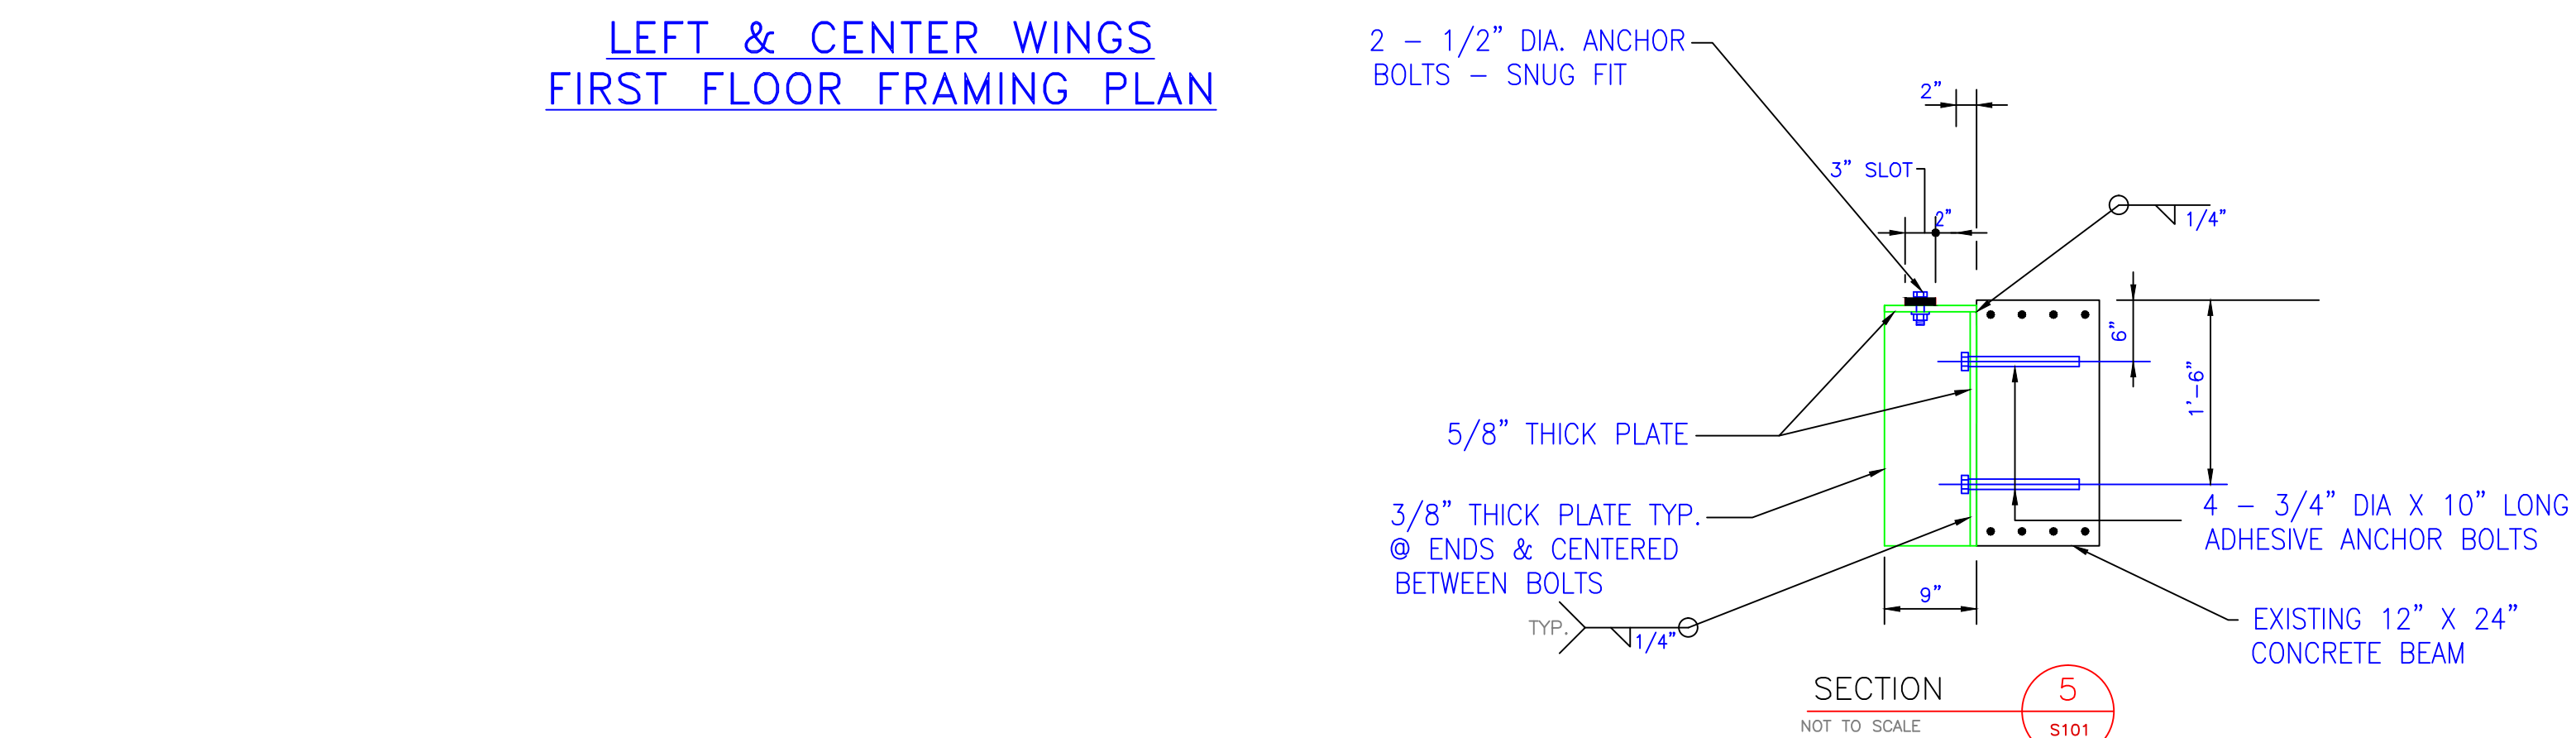 LEFT & CENTER WINGS
FIRST FLOOR FRAMING PLAN
2 - 1/2" DIA. ANCHOR
BOLTS - SNUG FIT
2"
3" SLOT
2"
1/4"
6"
1'-6"
5/8" THICK PLATE
3/8" THICK PLATE TYP.
@ ENDS & CENTERED
BETWEEN BOLTS
4 - 3/4" DIA X 10" LONG
ADHESIVE ANCHOR BOLTS
9"
TYP.
1/4"
EXISTING 12" X 24"
CONCRETE BEAM
SECTION
5
NOT TO SCALE
S101